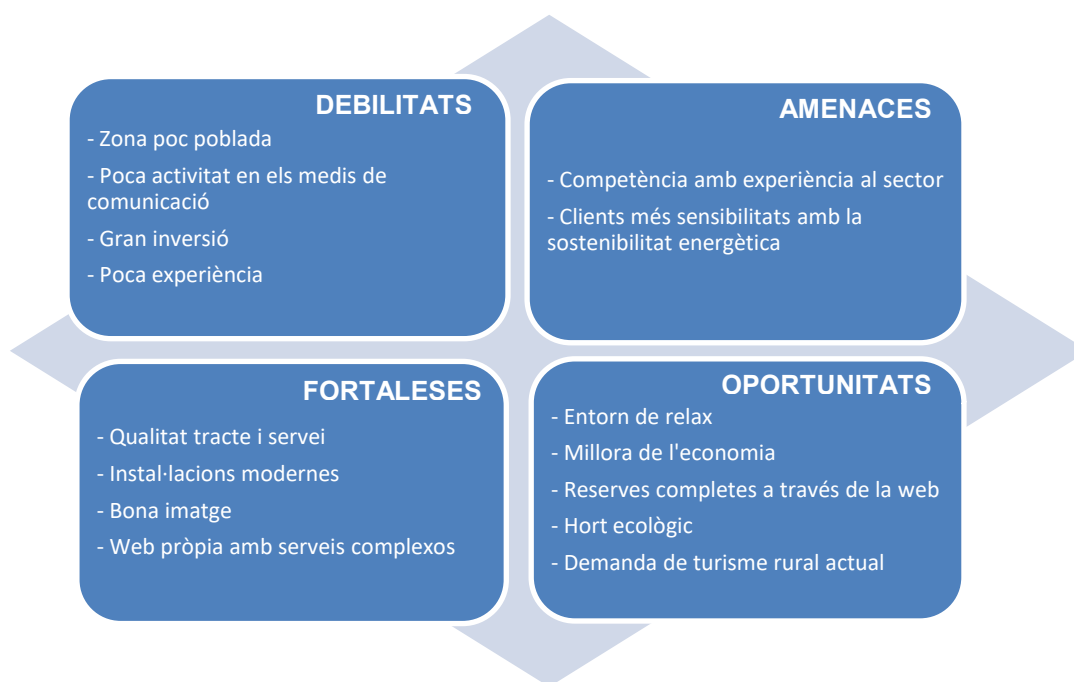 DEBILITATS
- Zona poc poblada
- Poca activitat en els medis de
comunicació
- Gran inversió
- Poca experiència
AMENACES
- Competència amb experiència al sector
- Clients més sensibilitats amb la
sostenibilitat energètica
FORTALESES
- Qualitat tracte i servei
- Instal·lacions modernes
- Bona imatge
- Web pròpia amb serveis complexos
OPORTUNITATS
- Entorn de relax
- Millora de l'economia
- Reserves completes a través de la web
- Hort ecològic
- Demanda de turisme rural actual